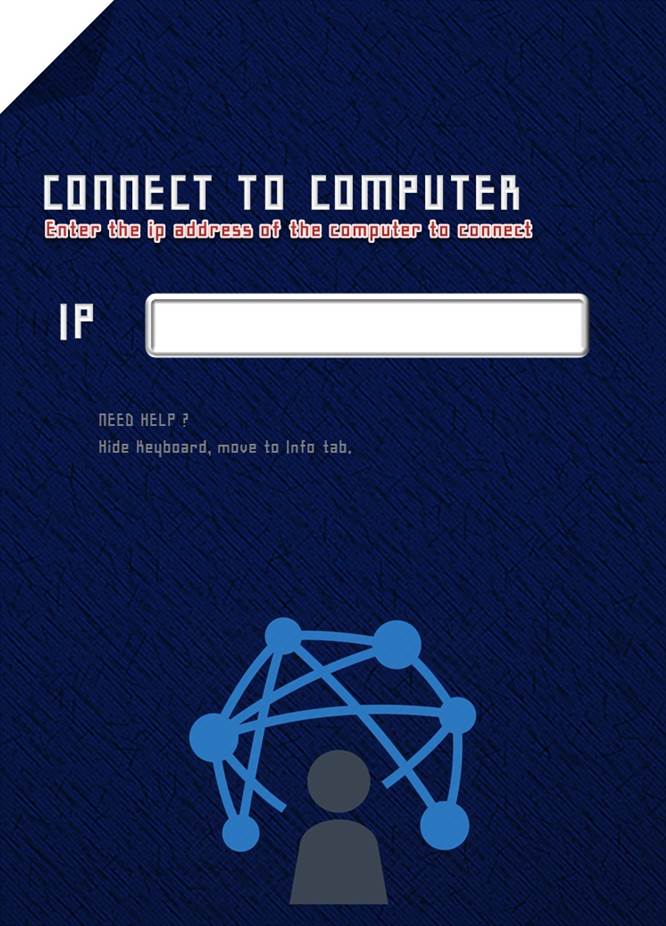 CONNECT TO COMPUTER
Enter the ip address of the computer to connect
IP
NEED HELP ?
Hide Keyboard, move to Info tab.